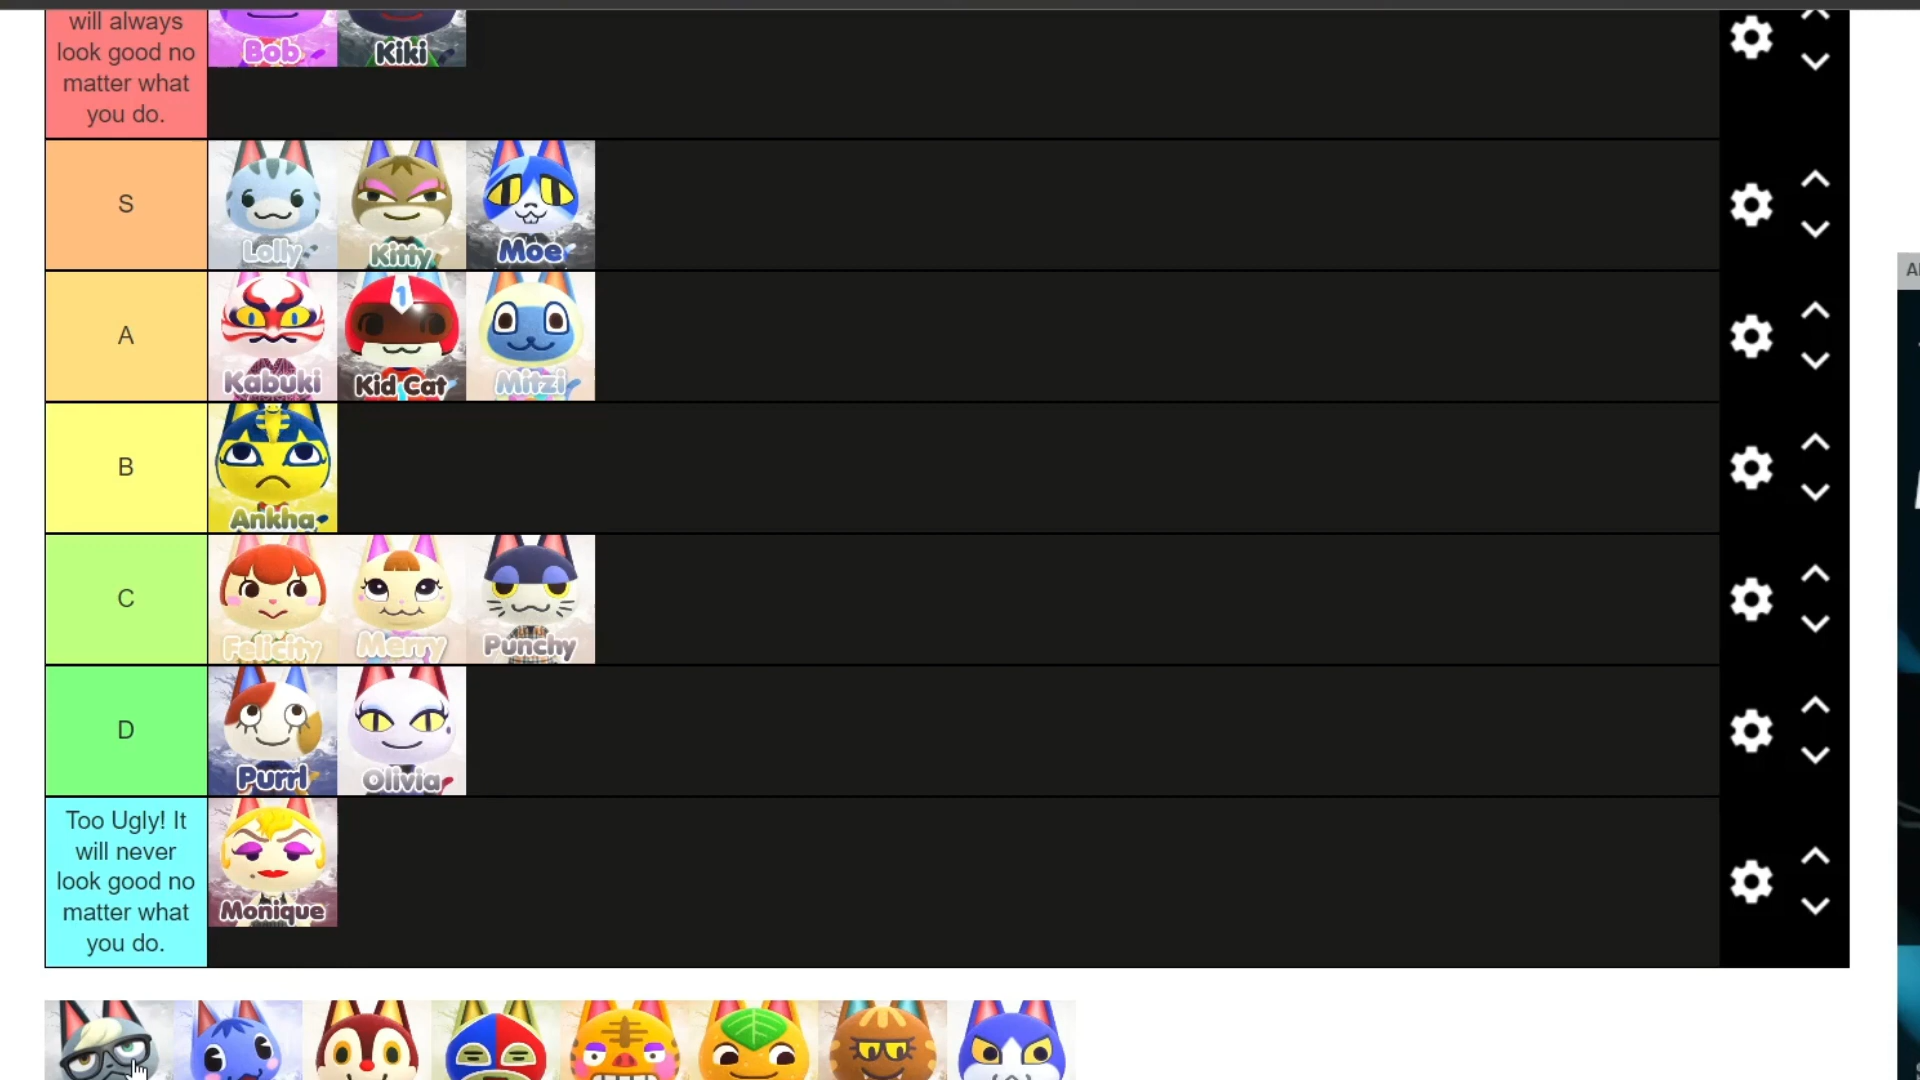 will always
look good no
matter what
you do.
Bob
Kiki
S
Lolly
Kitty
Moe
A
1
Kabuki
Kid Cat
Mitzi
B
Ankha
C
Felicity
Merry
Punchy
D
Purrl
Olivia
Too Ugly! It
will never
look good no
matter what
you do.
Monique